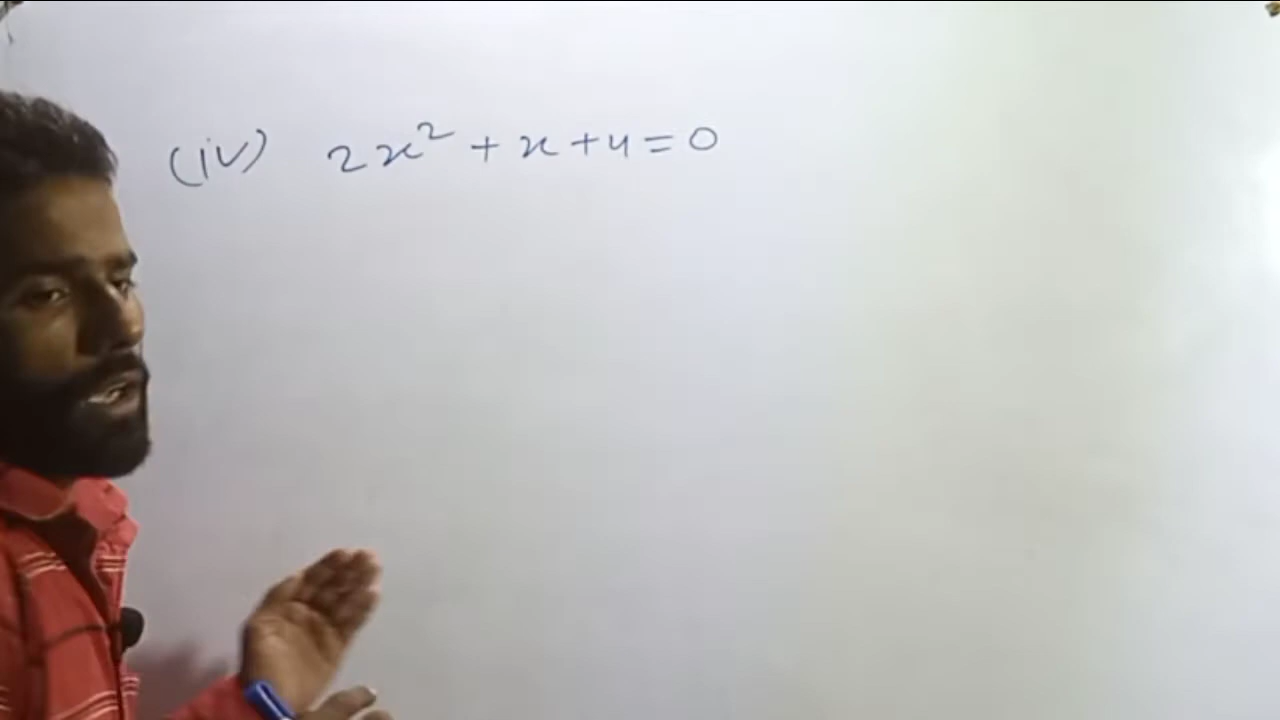 (iv) 2x² + x + 4 = 0